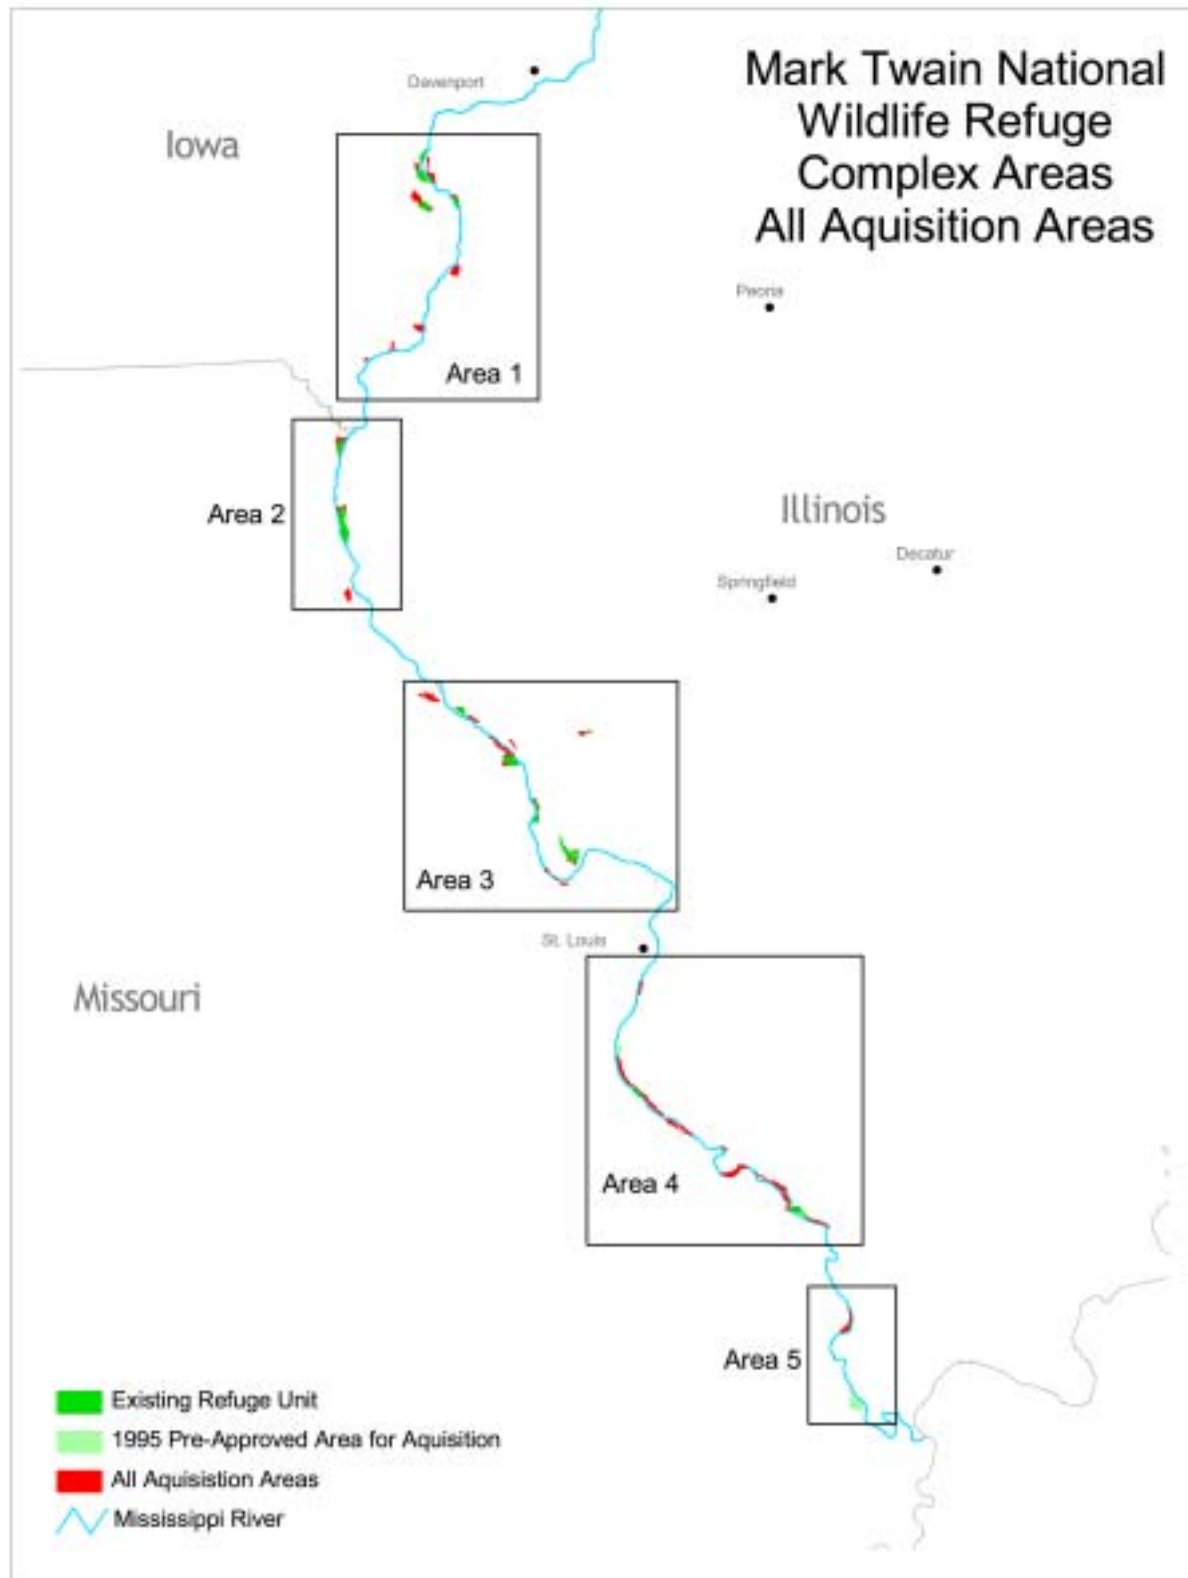 Mark Twain National
Wildlife Refuge
Complex Areas
All Aquisition Areas
Davenport
Iowa
Peoria
Area 1
Area 2
Illinois
Decatur
Springfield
Area 3
St. Louis
Missouri
Area 4
Area 5
Existing Refuge Unit
1995 Pre-Approved Area for Aquisition
All Aquisistion Areas
Mississippi River